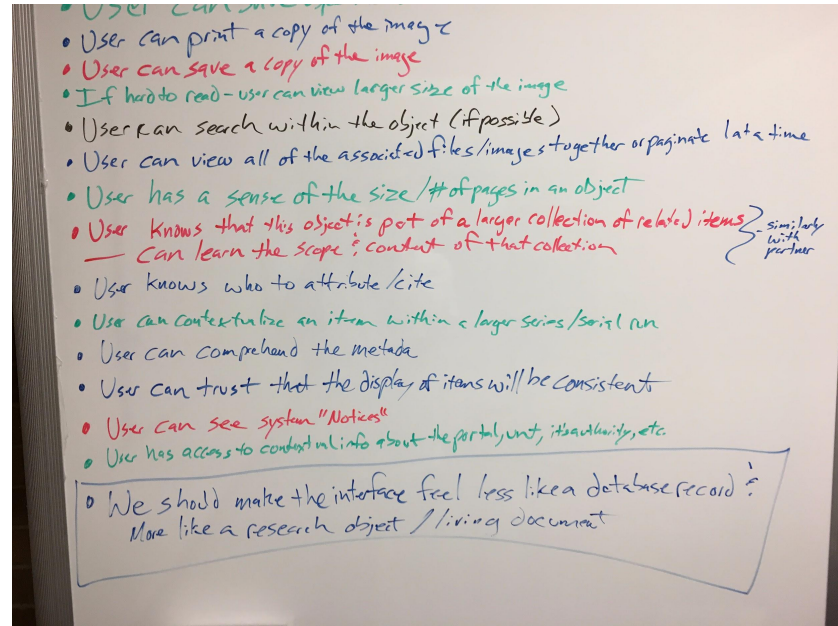 User can
• User can print a copy of the image
• User can save a copy of the image
• If hard to read - user can view larger size of the image
• User can search within the object (if possible)
• User can view all of the associated files/images together or paginate 1 at a time
• User has a sense of the size/# of pages in an object
• User knows that this object is pat of a larger collection of related items
— can learn the scope & content of that collection
- similarly
with
partner
• User knows who to attribute/cite
• User can contextualize an item within a larger series/serial run
• User can comprehend the metada
• User can trust that the display of items will be consistent
• User can see system "Notices"
• User has access to contextual info about the portal, unt, its authority, etc.
• We should make the interface feel less like a database record &
More like a research object / living document